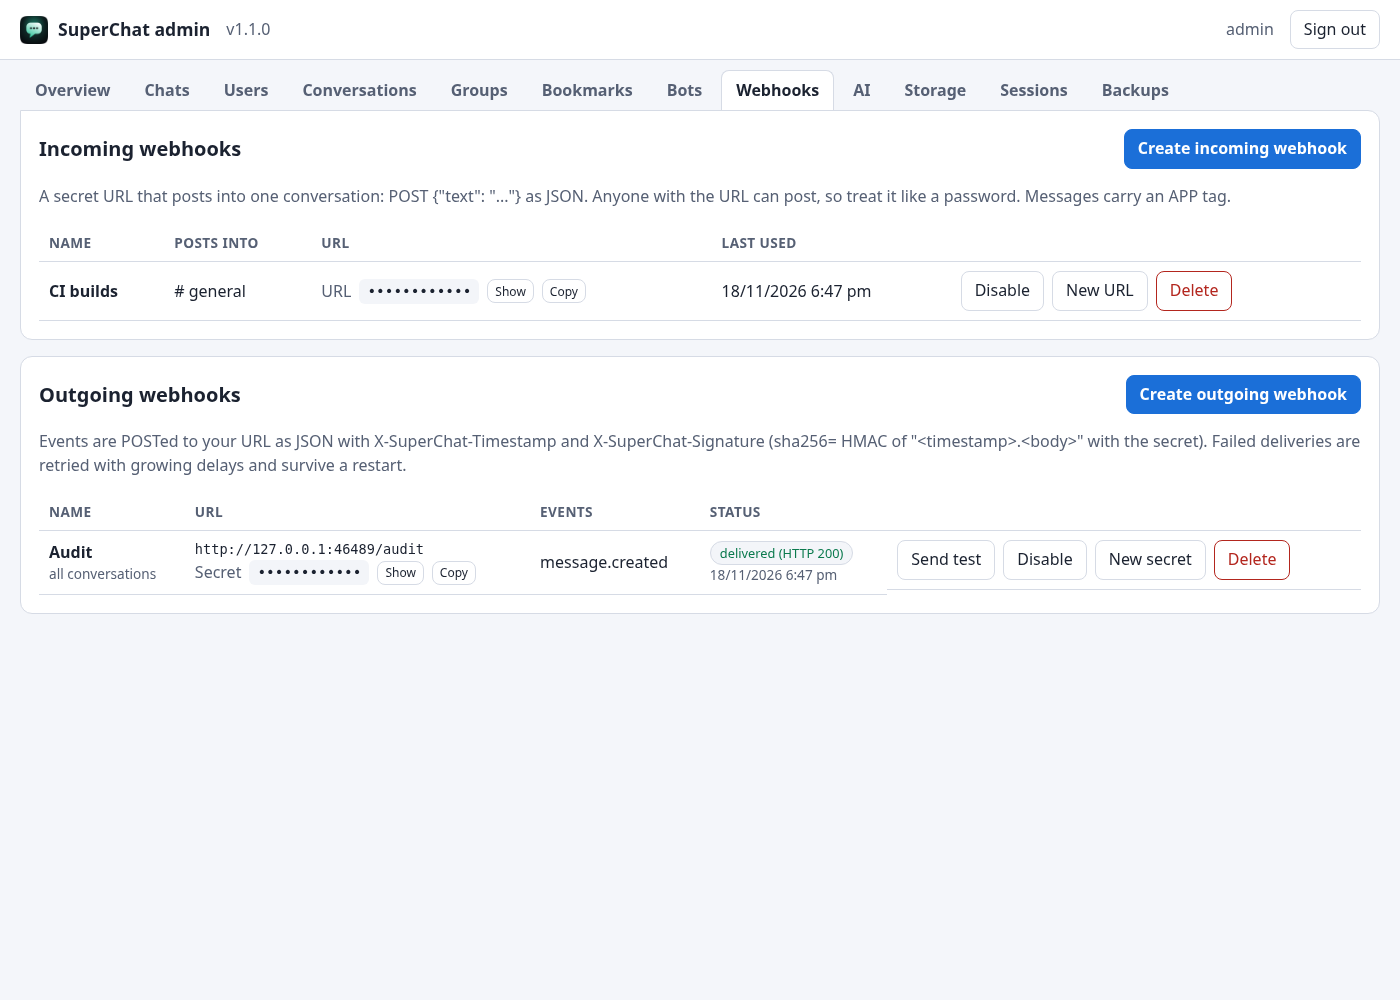 SuperChat admin v1.1.0 admin Sign out
Overview Chats Users Conversations Groups Bookmarks Bots Webhooks AI Storage Sessions Backups
Incoming webhooks Create incoming webhook
A secret URL that posts into one conversation: POST {"text": "..."} as JSON. Anyone with the URL can post, so treat it like a password. Messages carry an APP tag.
NAME POSTS INTO URL LAST USED
CI builds # general URL •••••••••••• Show Copy 18/11/2026 6:47 pm Disable New URL Delete
Outgoing webhooks Create outgoing webhook
Events are POSTed to your URL as JSON with X-SuperChat-Timestamp and X-SuperChat-Signature (sha256= HMAC of "<timestamp>.<body>" with the secret). Failed deliveries are
retried with growing delays and survive a restart.
NAME URL EVENTS STATUS
Audit http://127.0.0.1:46489/audit message.created delivered (HTTP 200) Send test Disable New secret Delete
all conversations Secret •••••••••••• Show Copy 18/11/2026 6:47 pm